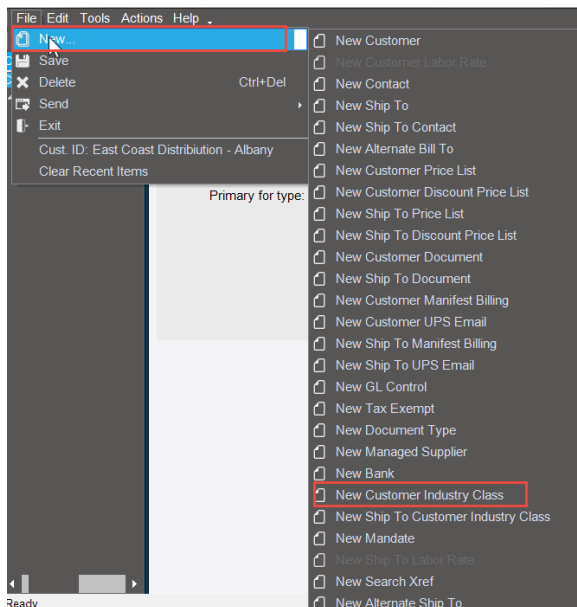 File Edit Tools Actions Help
New...
Save
Delete Ctrl+Del
Send
Exit
Cust. ID: East Coast Distribiution - Albany
Clear Recent Items
Primary for type:
New Customer
New Customer Labor Rate
New Contact
New Ship To
New Ship To Contact
New Alternate Bill To
New Customer Price List
New Customer Discount Price List
New Ship To Price List
New Ship To Discount Price List
New Customer Document
New Ship To Document
New Customer Manifest Billing
New Customer UPS Email
New Ship To Manifest Billing
New Ship To UPS Email
New GL Control
New Tax Exempt
New Document Type
New Managed Supplier
New Bank
New Customer Industry Class
New Ship To Customer Industry Class
New Mandate
New Ship To Labor Rate
New Search Xref
New Alternate Ship To
Ready